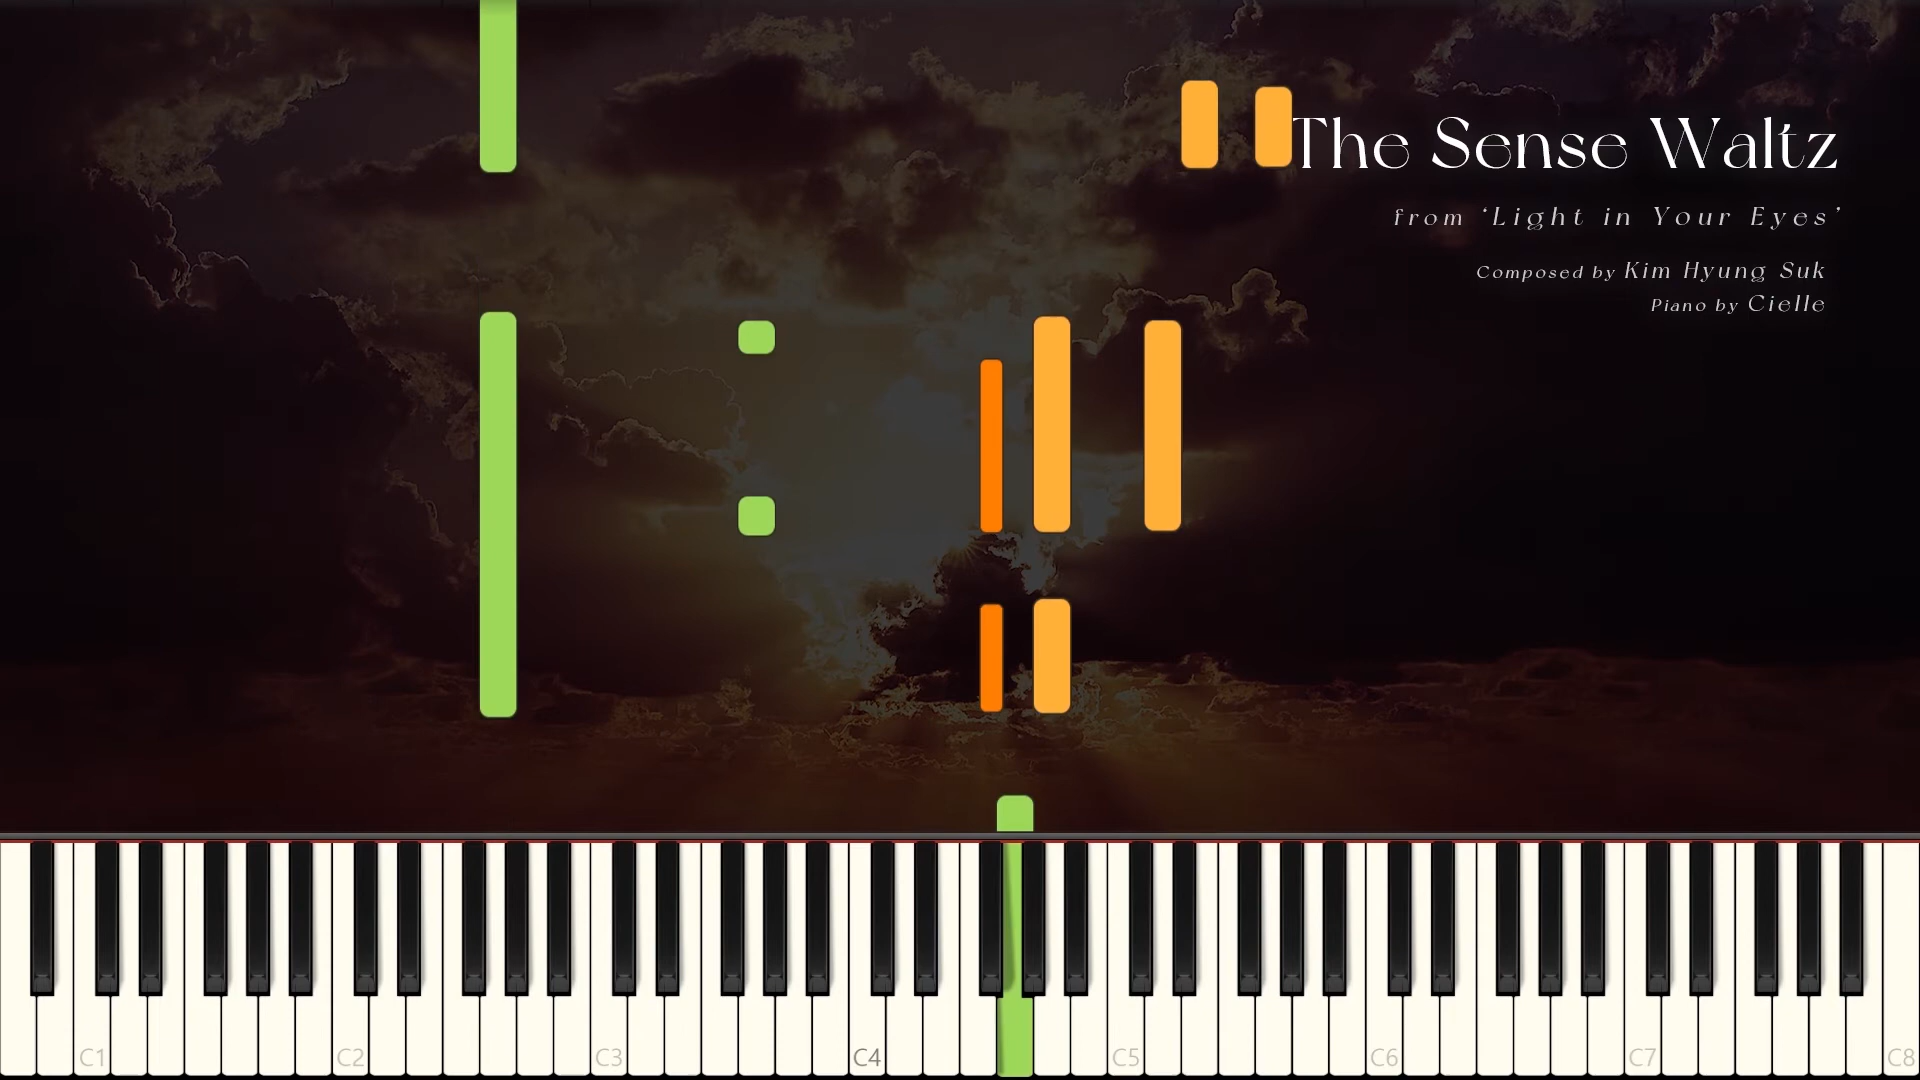 The Sense Waltz
from ‘Light in Your Eyes’
Composed by Kim Hyung Suk
Piano by Cielle
C1 C2 C3 C4 C5 C6 C7 C8